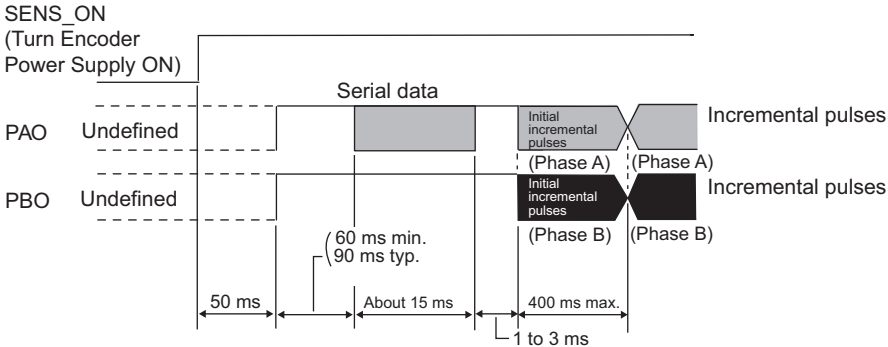 SENS_ON
(Turn Encoder
Power Supply ON)
Serial data
PAO
Undefined
Initial
incremental
pulses
Incremental pulses
(Phase A)
(Phase A)
PBO
Undefined
Initial
incremental
pulses
Incremental pulses
(Phase B)
(Phase B)
(60 ms min.
90 ms typ.
50 ms
About 15 ms
400 ms max.
1 to 3 ms